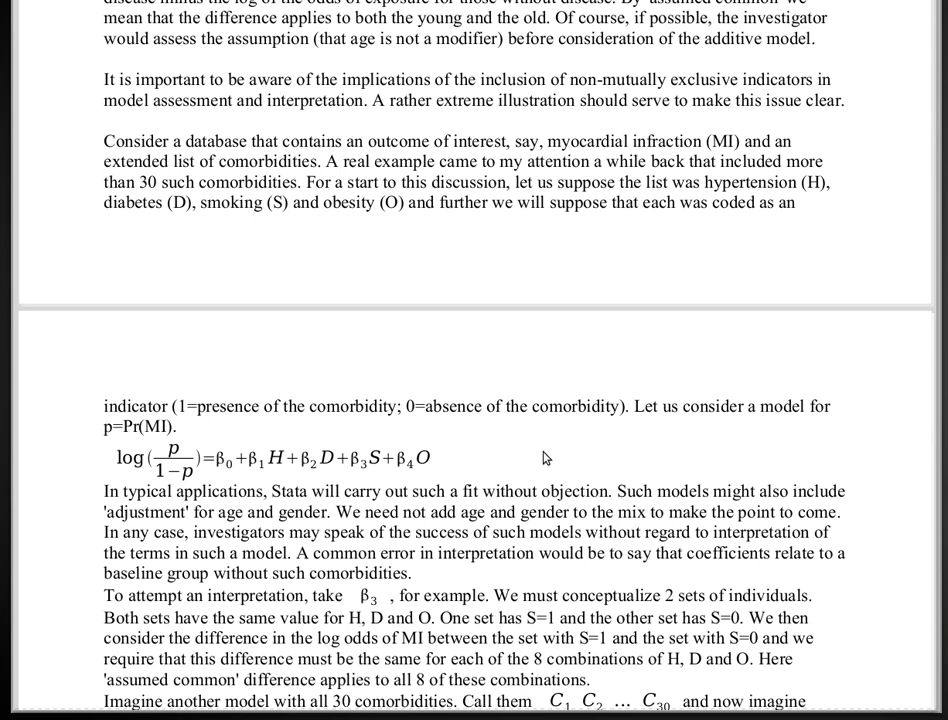 disease minus the log of the odds of exposure for those without disease. By 'assumed common' we
mean that the difference applies to both the young and the old. Of course, if possible, the investigator
would assess the assumption (that age is not a modifier) before consideration of the additive model.
It is important to be aware of the implications of the inclusion of non-mutually exclusive indicators in
model assessment and interpretation. A rather extreme illustration should serve to make this issue clear.
Consider a database that contains an outcome of interest, say, myocardial infraction (MI) and an
extended list of comorbidities. A real example came to my attention a while back that included more
than 30 such comorbidities. For a start to this discussion, let us suppose the list was hypertension (H),
diabetes (D), smoking (S) and obesity (O) and further we will suppose that each was coded as an
indicator (1=presence of the comorbidity; 0=absence of the comorbidity). Let us consider a model for
p=Pr(MI).
log(p/(1−p))=β₀+β₁H+β₂D+β₃S+β₄O
In typical applications, Stata will carry out such a fit without objection. Such models might also include
'adjustment' for age and gender. We need not add age and gender to the mix to make the point to come.
In any case, investigators may speak of the success of such models without regard to interpretation of
the terms in such a model. A common error in interpretation would be to say that coefficients relate to a
baseline group without such comorbidities.
To attempt an interpretation, take β₃ , for example. We must conceptualize 2 sets of individuals.
Both sets have the same value for H, D and O. One set has S=1 and the other set has S=0. We then
consider the difference in the log odds of MI between the set with S=1 and the set with S=0 and we
require that this difference must be the same for each of the 8 combinations of H, D and O. Here
'assumed common' difference applies to all 8 of these combinations.
Imagine another model with all 30 comorbidities. Call them C₁ C₂ ... C₃₀ and now imagine